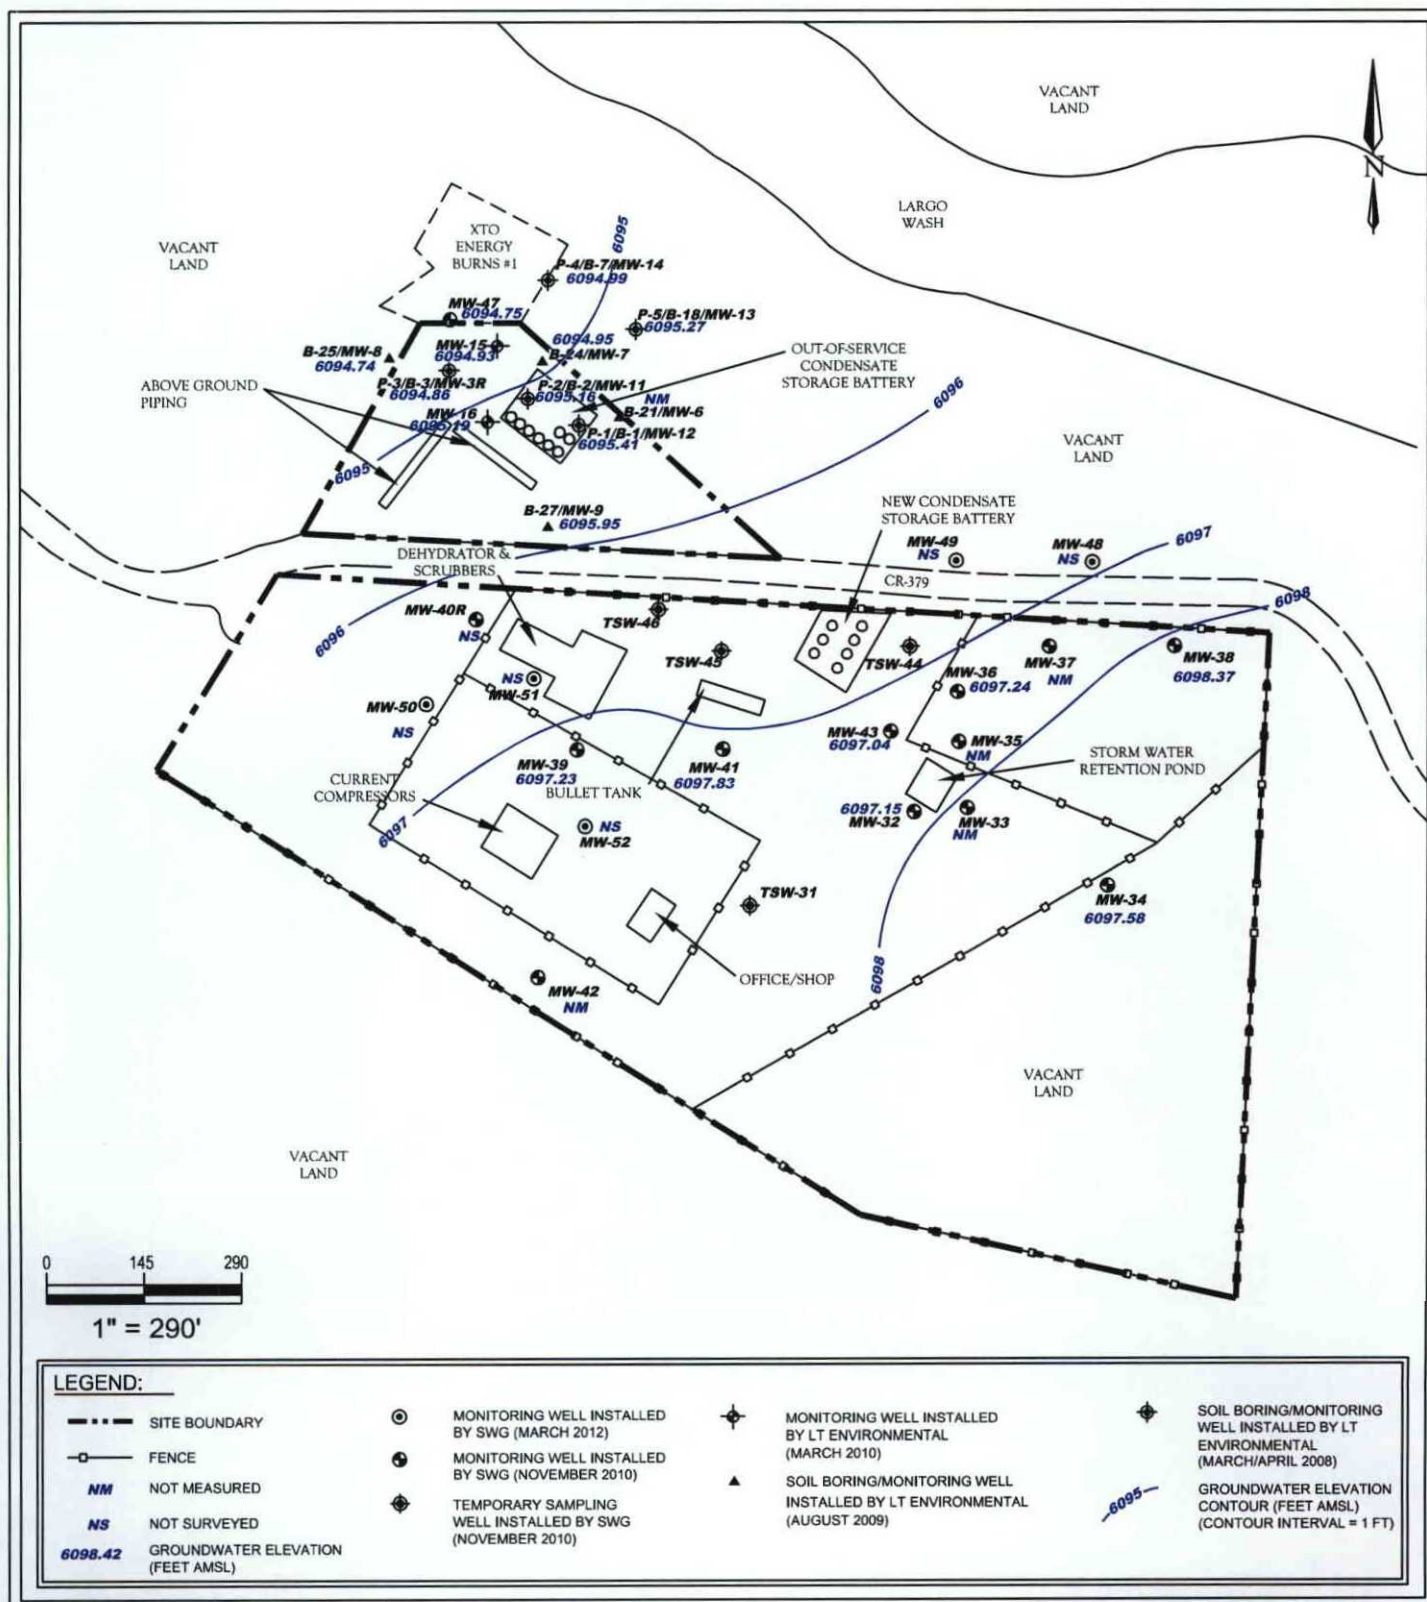 VACANT
LAND
N
LARGO
WASH
VACANT
LAND
XTO
ENERGY
BURNS #1
6095
P-4/B-7/MW-14
6094.99
MW-47
6094.75
P-5/B-18/MW-13
6095.27
MW-15
6094.93
6094.95
B-24/MW-7
B-25/MW-8
6094.74
OUT-OF-SERVICE
CONDENSATE
STORAGE BATTERY
P-3/B-3/MW-3R
6094.86
P-2/B-2/MW-11
6095.16
NM
B-21/MW-6
ABOVE GROUND
PIPING
MW-16
6095.19
P-1/B-1/MW-12
6095.41
6096
VACANT
LAND
6095
B-27/MW-9
6095.95
NEW CONDENSATE
STORAGE BATTERY
DEHYDRATOR &
SCRUBBERS
MW-49
NS
MW-48
NS
6097
CR-379
6098
MW-40R
NS
6096
TSW-46
TSW-45
TSW-44
MW-36
6097.24
MW-37
NM
MW-38
6098.37
NS
MW-51
MW-50
NS
MW-43
6097.04
MW-35
NM
STORM WATER
RETENTION POND
MW-39
6097.23
MW-41
6097.83
CURRENT
COMPRESSORS
BULLET TANK
6097
NS
MW-52
6097.15
MW-32
MW-33
NM
TSW-31
MW-34
6097.58
OFFICE/SHOP
6098
MW-42
NM
VACANT
LAND
VACANT
LAND
0 145 290
1" = 290'
LEGEND:
SITE BOUNDARY
FENCE
NM NOT MEASURED
NS NOT SURVEYED
6098.42 GROUNDWATER ELEVATION
(FEET AMSL)
MONITORING WELL INSTALLED
BY SWG (MARCH 2012)
MONITORING WELL INSTALLED
BY SWG (NOVEMBER 2010)
TEMPORARY SAMPLING
WELL INSTALLED BY SWG
(NOVEMBER 2010)
MONITORING WELL INSTALLED
BY LT ENVIRONMENTAL
(MARCH 2010)
SOIL BORING/MONITORING WELL
INSTALLED BY LT ENVIRONMENTAL
(AUGUST 2009)
SOIL BORING/MONITORING
WELL INSTALLED BY LT
ENVIRONMENTAL
(MARCH/APRIL 2008)
6095
GROUNDWATER ELEVATION
CONTOUR (FEET AMSL)
(CONTOUR INTERVAL = 1 FT)